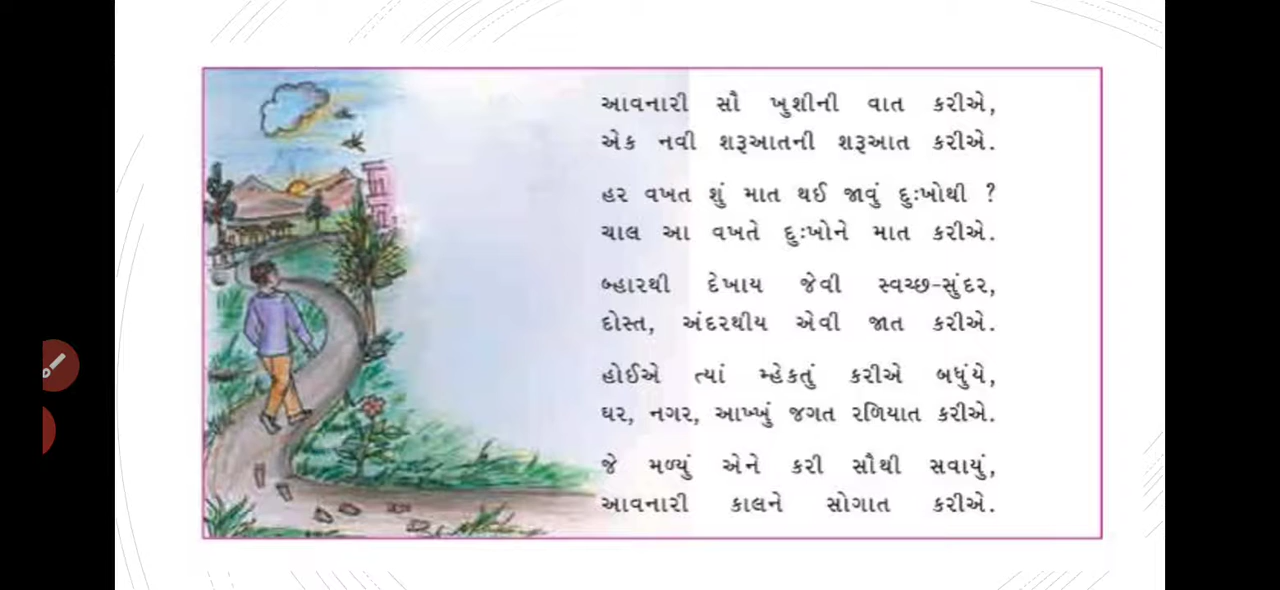 આવનારી સૌ ખુશીની વાત કરીએ,
એક નવી શરૂઆતની શરૂઆત કરીએ.
હર વખત શું માત થઈ જાવું દુઃખોથી ?
ચાલ આ વખતે દુઃખોને માત કરીએ.
બ્હારથી દેખાય જેવી સ્વચ્છ-સુંદર,
દોસ્ત, અંદરથીય એવી જાત કરીએ.
હોઈએ ત્યાં મ્હેકતું કરીએ બધુંયે,
ઘર, નગર, આખ્ખું જગત રળિયાત કરીએ.
જે મળ્યું એને કરી સૌથી સવાયું,
આવનારી કાલને સોગાત કરીએ.